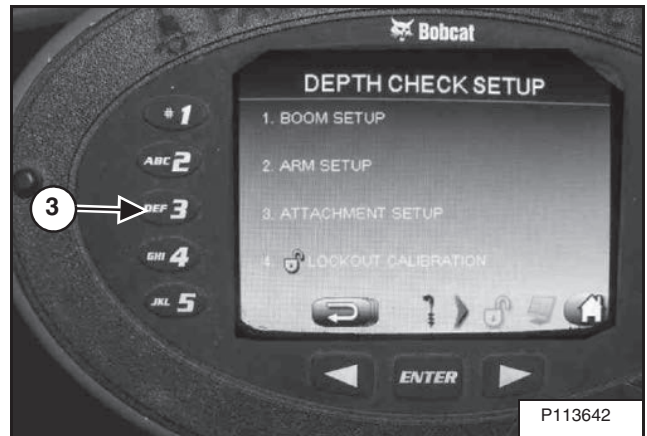 Bobcat
DEPTH CHECK SETUP
# 1
1. BOOM SETUP
ABC 2
2. ARM SETUP
3
DEF 3
3. ATTACHMENT SETUP
GHI 4
4. LOCKOUT CALIBRATION
JKL 5
ENTER
P113642